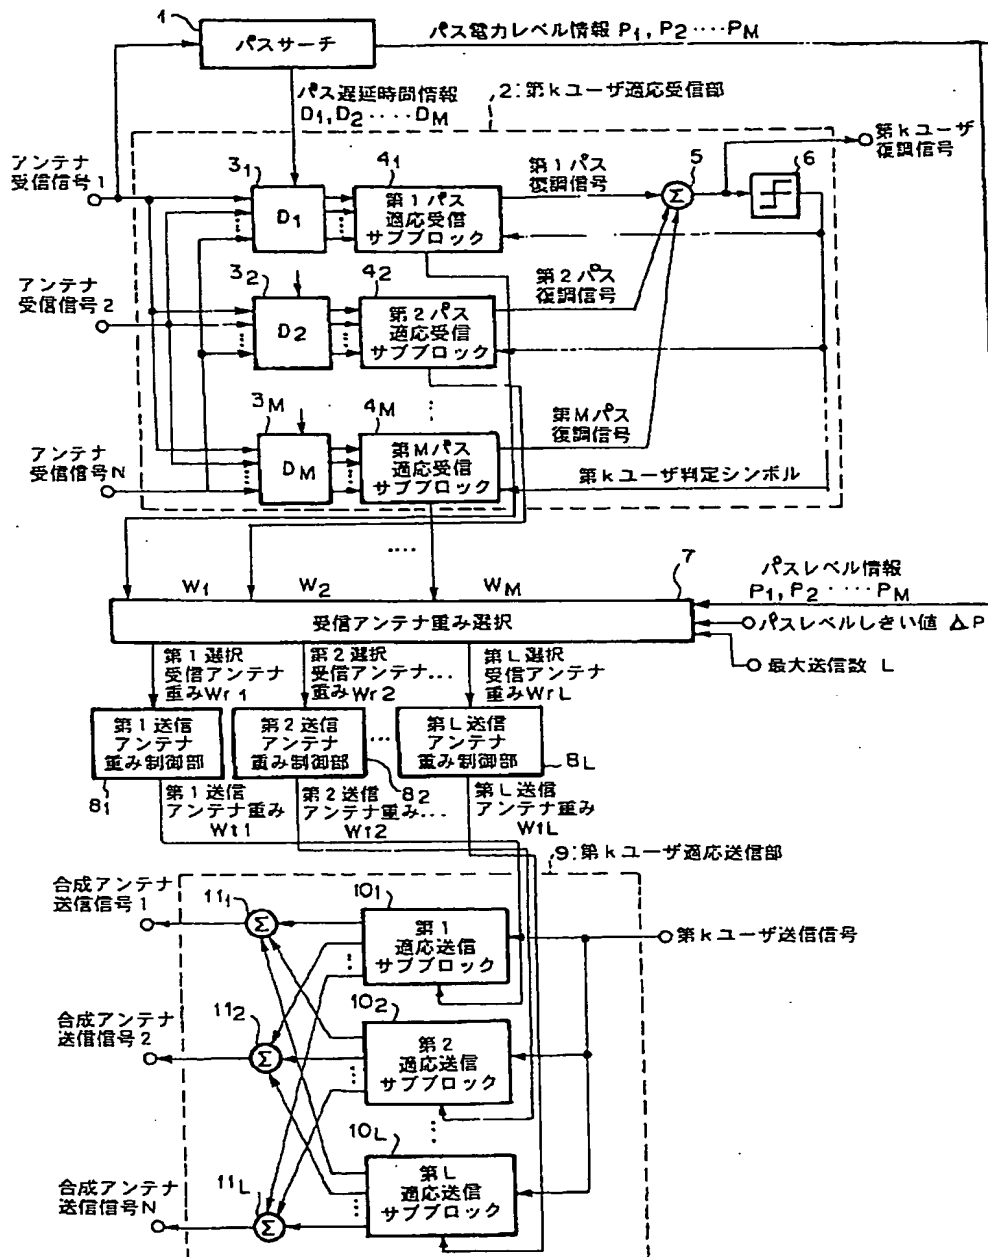 1
パスサーチ
パス電力レベル情報 P1, P2 ････PM
パス遅延時間情報
D1, D2 ････ DM
2:第kユーザ適応受信部
アンテナ
受信信号1
31
D1
41
第1パス
適応受信
サブブロック
第1パス
復調信号
5
Σ
6
第kユーザ
復調信号
アンテナ
受信信号2
32
D2
42
第2パス
適応受信
サブブロック
第2パス
復調信号
アンテナ
受信信号N
3M
DM
4M
第Mパス
適応受信
サブブロック
第Mパス
復調信号
第kユーザ判定シンボル
W1
W2
WM
7
受信アンテナ重み選択
パスレベル情報
P1, P2 ････PM
パスレベルしきい値 ΔP
最大送信数 L
第1選択
受信アンテナ
重みWr1
第2選択
受信アンテナ...
重みWr2
第L選択
受信アンテナ
重みWrL
第1送信
アンテナ
重み制御部
81
第2送信
アンテナ
重み制御部
82
第L送信
アンテナ
重み制御部
8L
第1送信
アンテナ重み
Wt1
第2送信
アンテナ重み...
Wt2
第L送信
アンテナ重み
WtL
9:第kユーザ適応送信部
合成アンテナ
送信信号1
111
Σ
101
第1
適応送信
サブブロック
第kユーザ送信信号
合成アンテナ
送信信号2
112
Σ
102
第2
適応送信
サブブロック
合成アンテナ
送信信号N
11L
Σ
10L
第L
適応送信
サブブロック